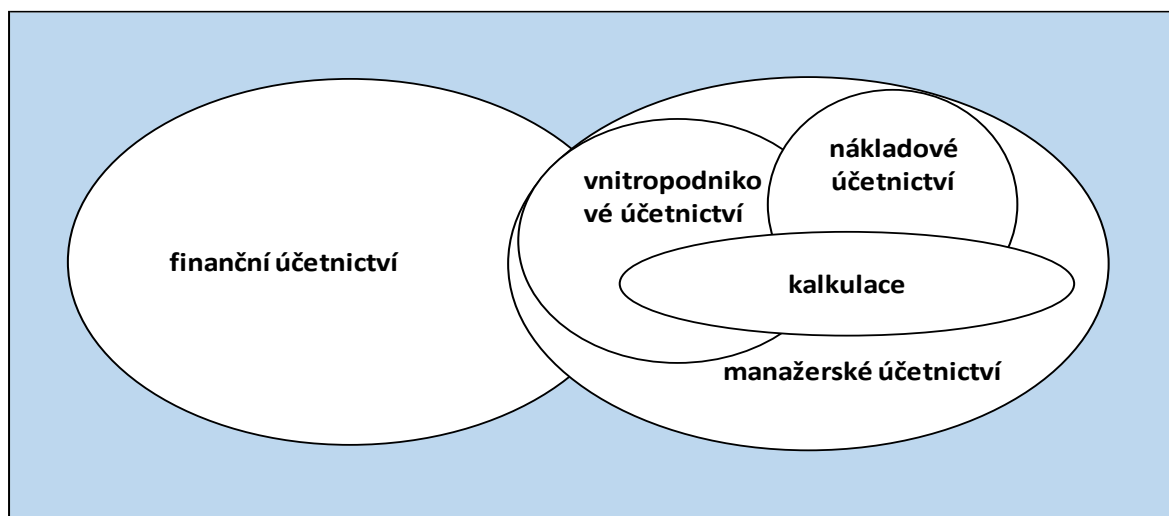 finanční účetnictví
vnitropodniko
vé účetnictví
nákladové
účetnictví
kalkulace
manažerské účetnictví